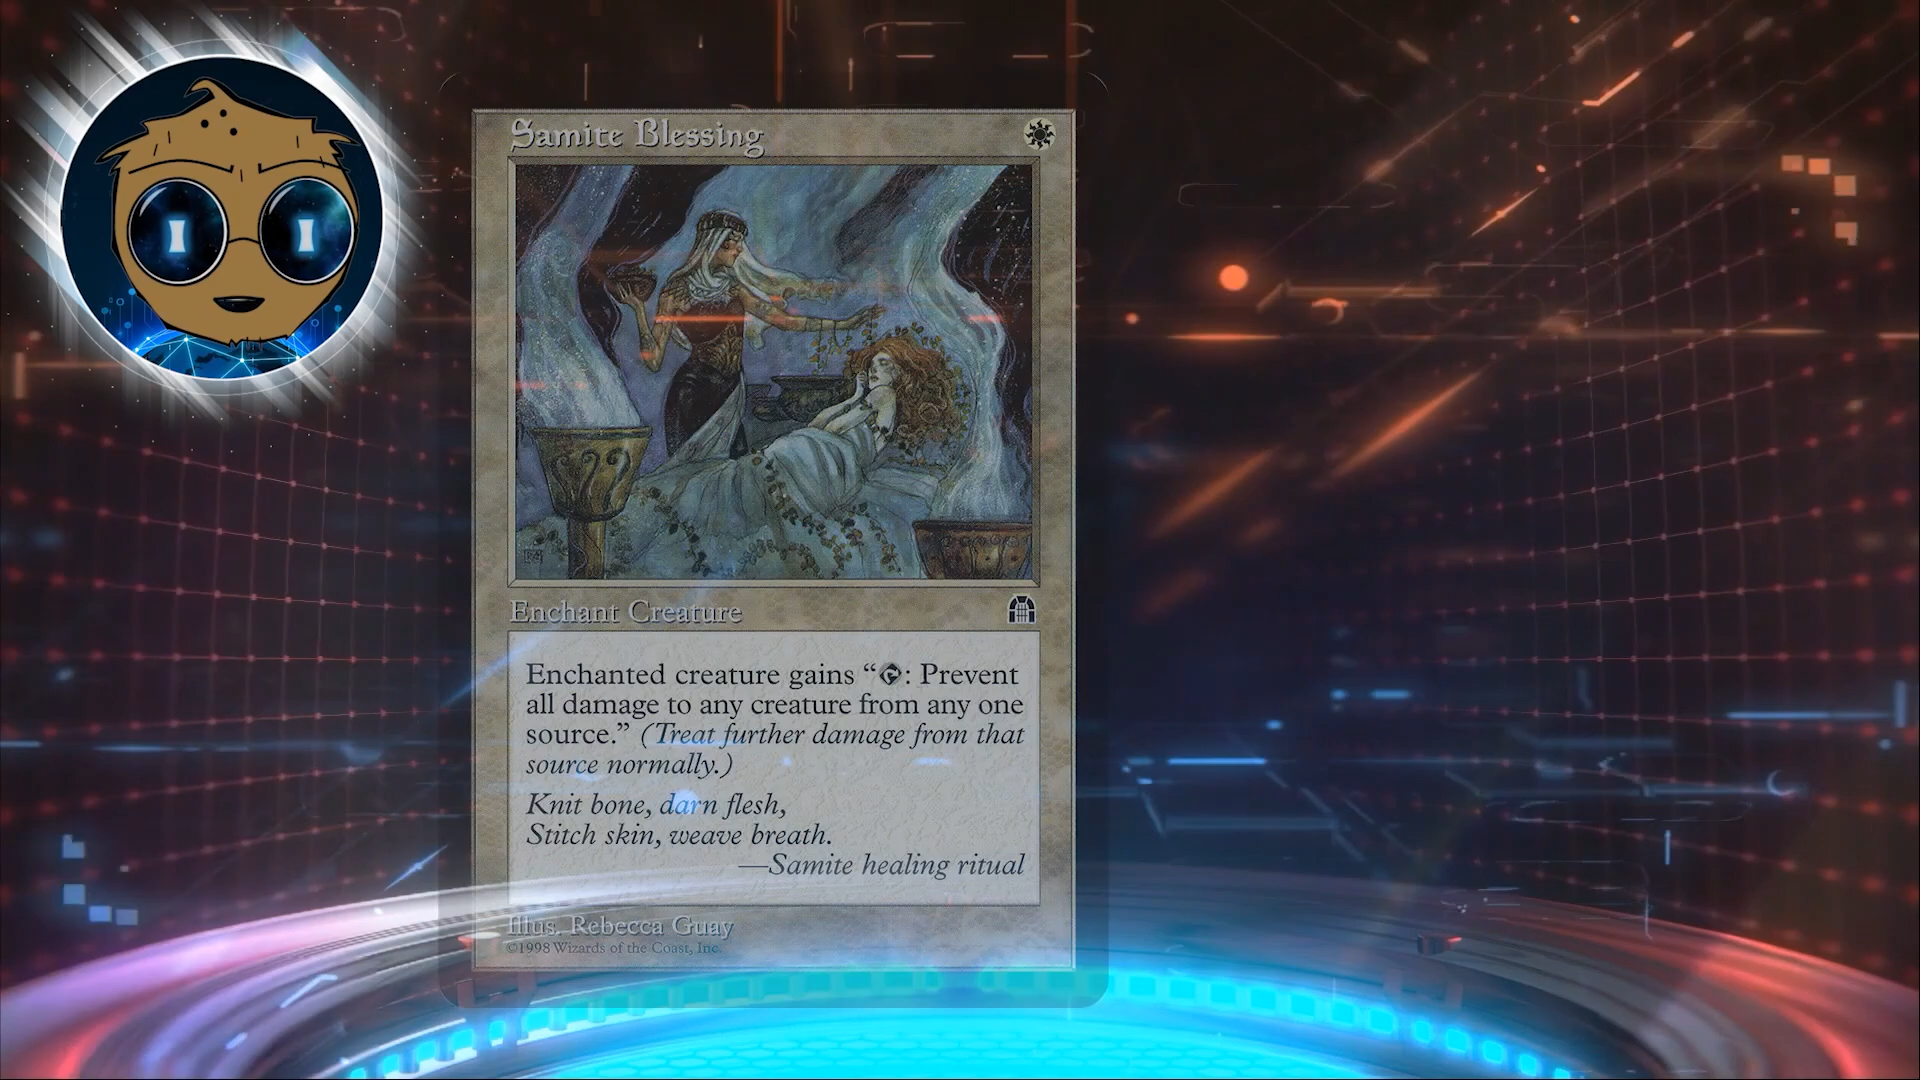 Samite Blessing
Enchant Creature
Enchanted creature gains “: Prevent
all damage to any creature from any one
source.” (Treat further damage from that
source normally.)
Knit bone, darn flesh,
Stitch skin, weave breath.
—Samite healing ritual
Illus. Rebecca Guay
©1998 Wizards of the Coast, Inc.